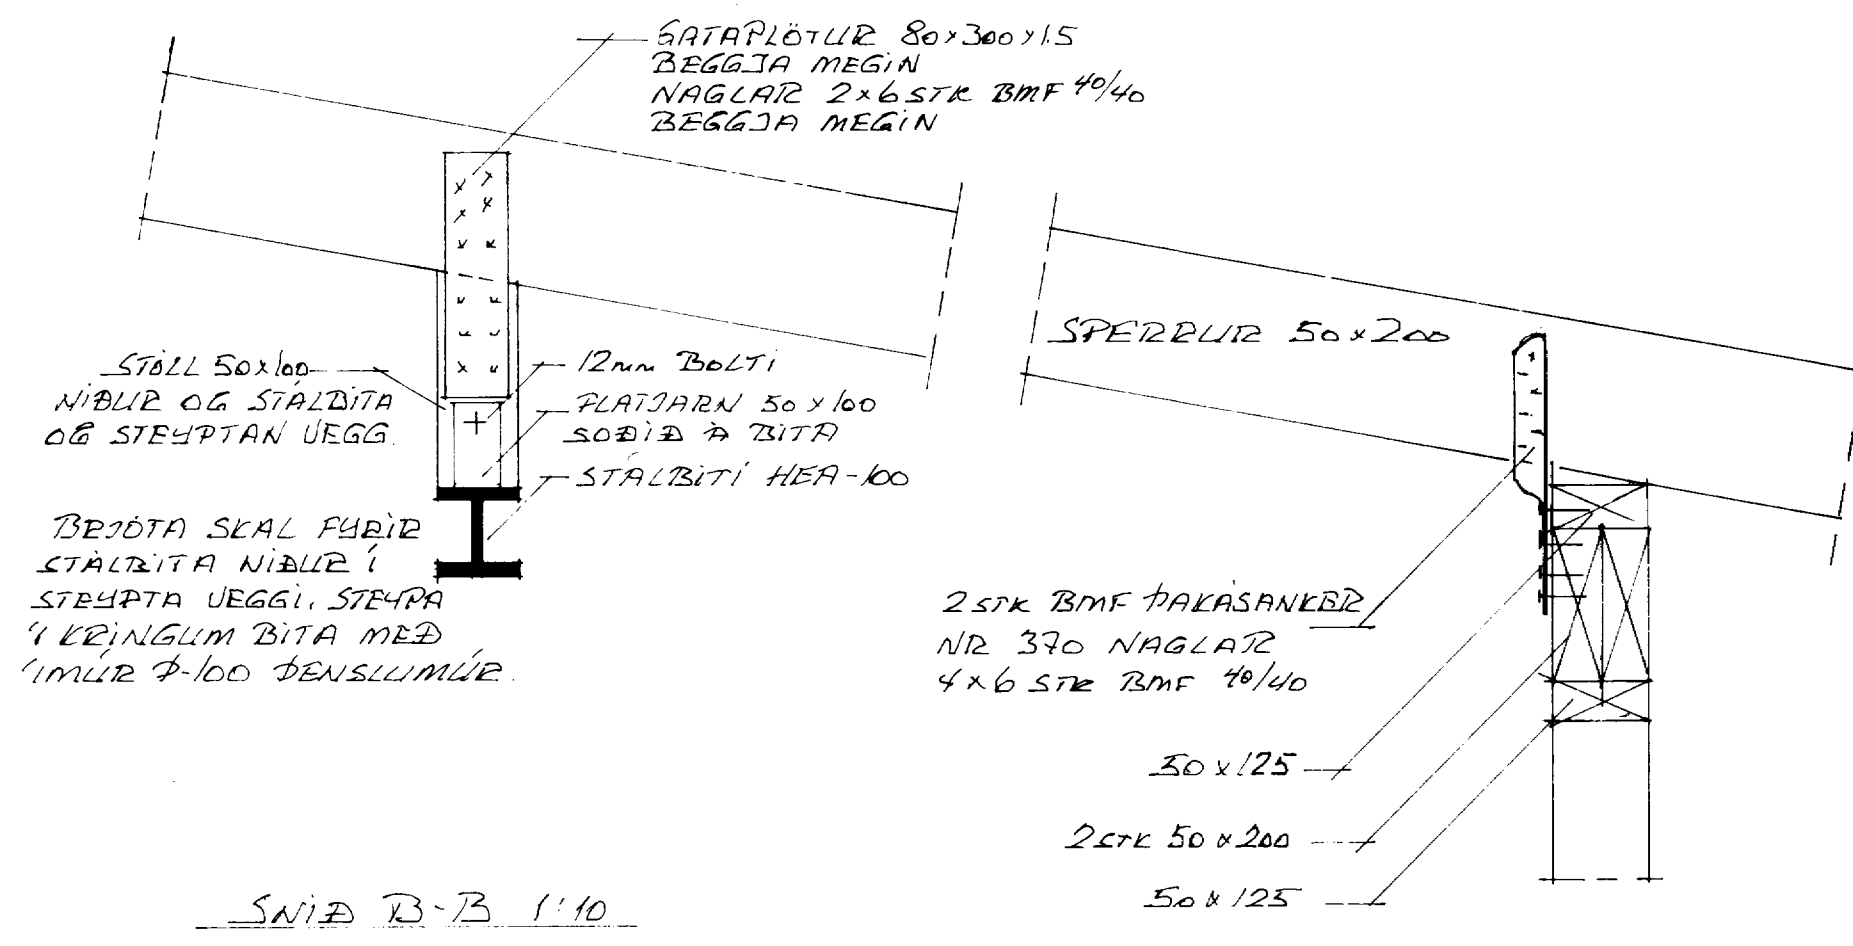 GATAPLÖTUR 80x300x1.5
BEGGJA MEGIN
NAGLAR 2x6 STK BMF 40/40
BEGGJA MEGIN
STÓLL 50x100
NIÐUR OG STÁLBITA
OG STEYPTAN VEGG.
12mm BOLTI
FLATJARN 50x100
SOÐIÐ Á BITA
STÁLBITI HEA-100
BRJÓTA SKAL FYRIR
STÁLBITA NIÐUR Í
STEYPTA VEGGI, STEYPA
Í KRINGUM BITA MEÐ
ÍMÚR Þ-100 ÞENSLUMÚR.
SNIÐ B-B 1:10
SPERRUR 50x200
2 STK BMF ÞAKÁSANKER
NR 370 NAGLAR
4x6 STK BMF 40/40
50x125
2 STK 50x200
50x125